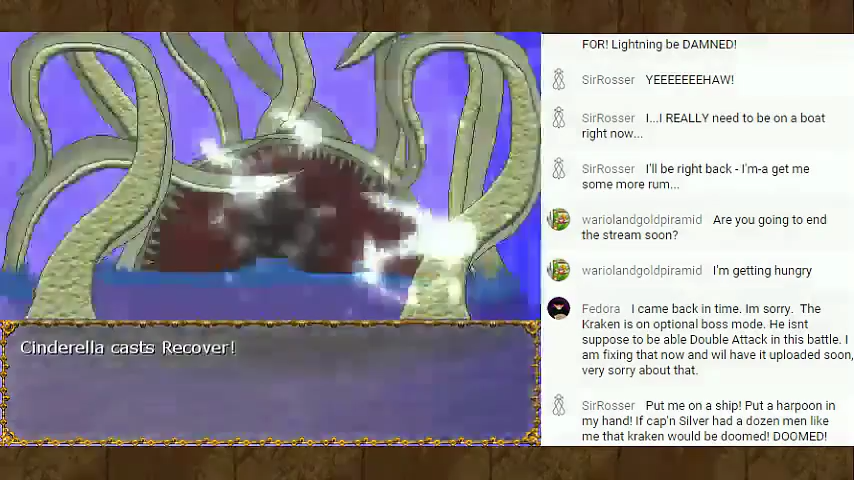 Cinderella casts Recover!
FOR! Lightning be DAMNED!
SirRosser YEEEEEEEHAW!
SirRosser I...I REALLY need to be on a boat
right now...
SirRosser I'll be right back - I'm-a get me
some more rum...
wariolandgoldpiramid Are you going to end
the stream soon?
wariolandgoldpiramid I'm getting hungry
Fedora I came back in time. Im sorry. The
Kraken is on optional boss mode. He isnt
suppose to be able Double Attack in this battle. I
am fixing that now and wil have it uploaded soon,
very sorry about that.
SirRosser Put me on a ship! Put a harpoon in
my hand! If cap'n Silver had a dozen men like
me that kraken would be doomed! DOOMED!